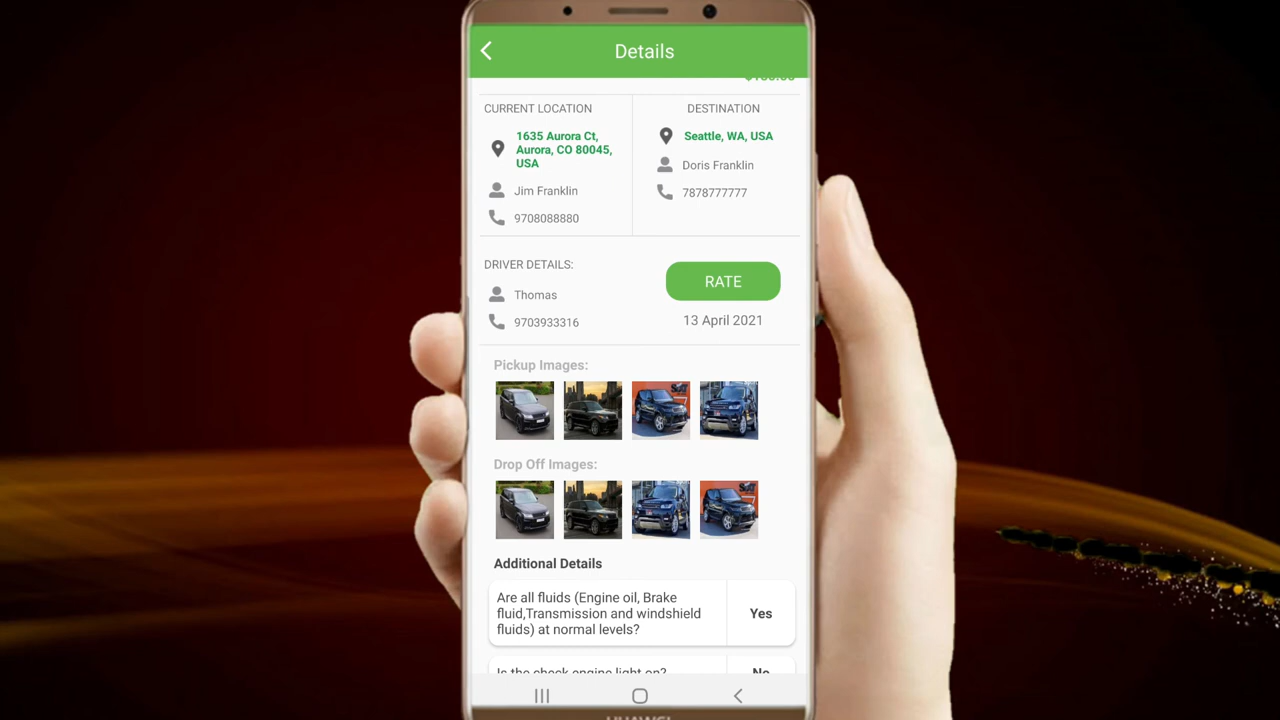 Details
CURRENT LOCATION
1635 Aurora Ct,
Aurora, CO 80045,
USA
Jim Franklin
9708088880
DESTINATION
Seattle, WA, USA
Doris Franklin
7878777777
DRIVER DETAILS:
Thomas
9703933316
RATE
13 April 2021
Pickup Images:
Drop Off Images:
Additional Details
Are all fluids (Engine oil, Brake
fluid,Transmission and windshield
fluids) at normal levels?
Yes
Is the check engine light on?
No
HUAWEI